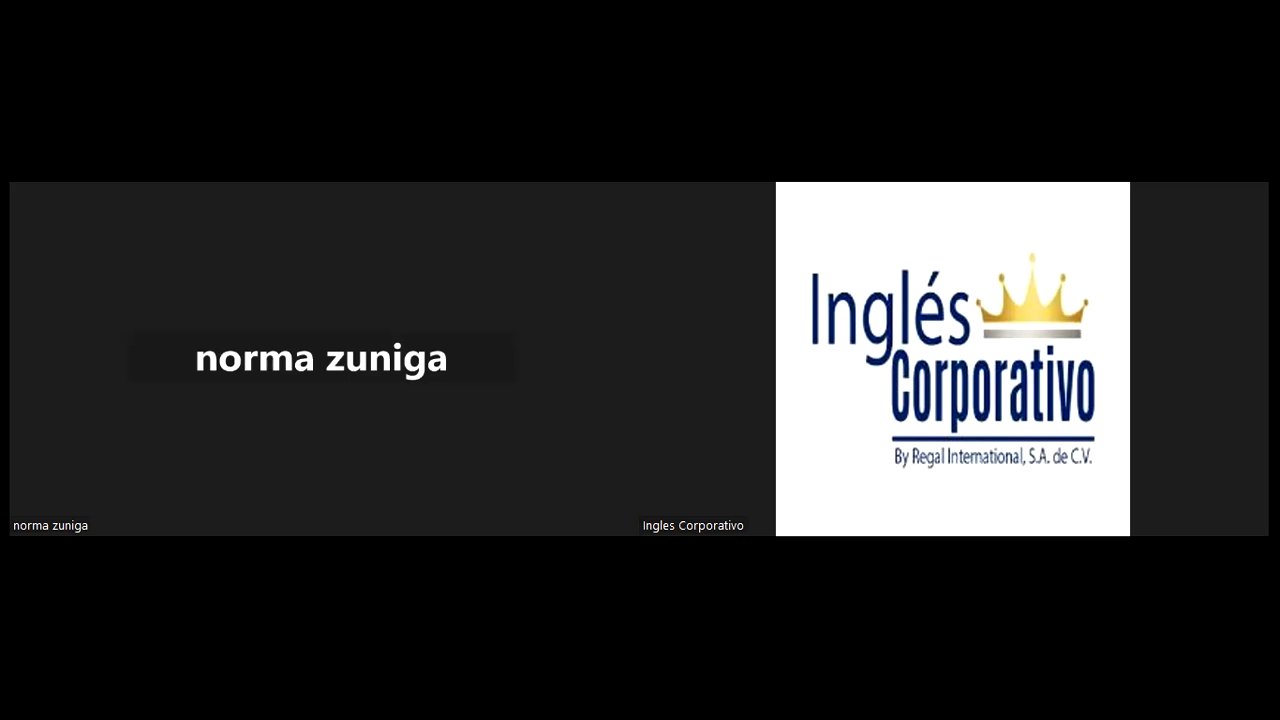 norma zuniga
norma zuniga
Inglés
Corporativo
By Regal International, S.A. de C.V.
Ingles Corporativo